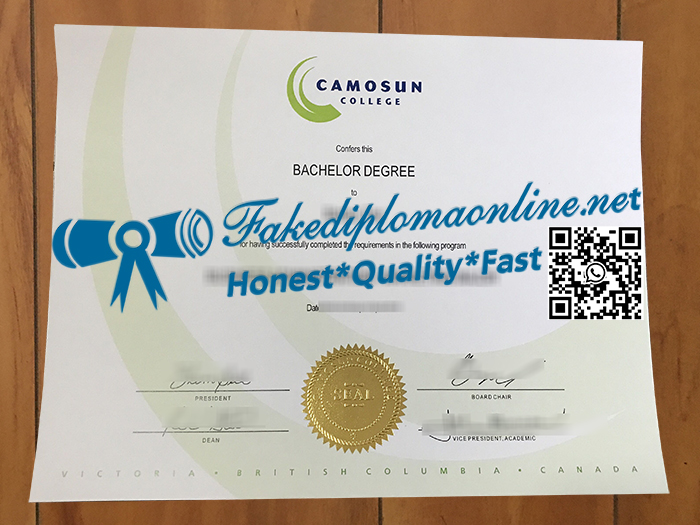 CAMOSUN
COLLEGE
Confers this
BACHELOR DEGREE
to
Fakediplomaonline.net
for having successfully completed the requirements in the following program
Honest*Quality*Fast
SEAL
PRESIDENT
BOARD CHAIR
DEAN
VICE PRESIDENT, ACADEMIC
VICTORIA • BRITISH COLUMBIA • CANADA